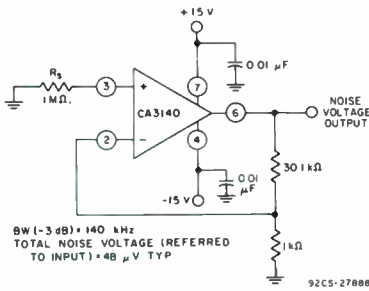 +15 V
0.01 µF
Rs
1MΩ
3
+
7
CA3140
6
NOISE
VOLTAGE
OUTPUT
2
−
4
30.1 kΩ
0.01
µF
-15 V
BW (-3 dB) = 140 kHz
TOTAL NOISE VOLTAGE (REFERRED
TO INPUT) = 48 µV TYP
1kΩ
92CS-27888